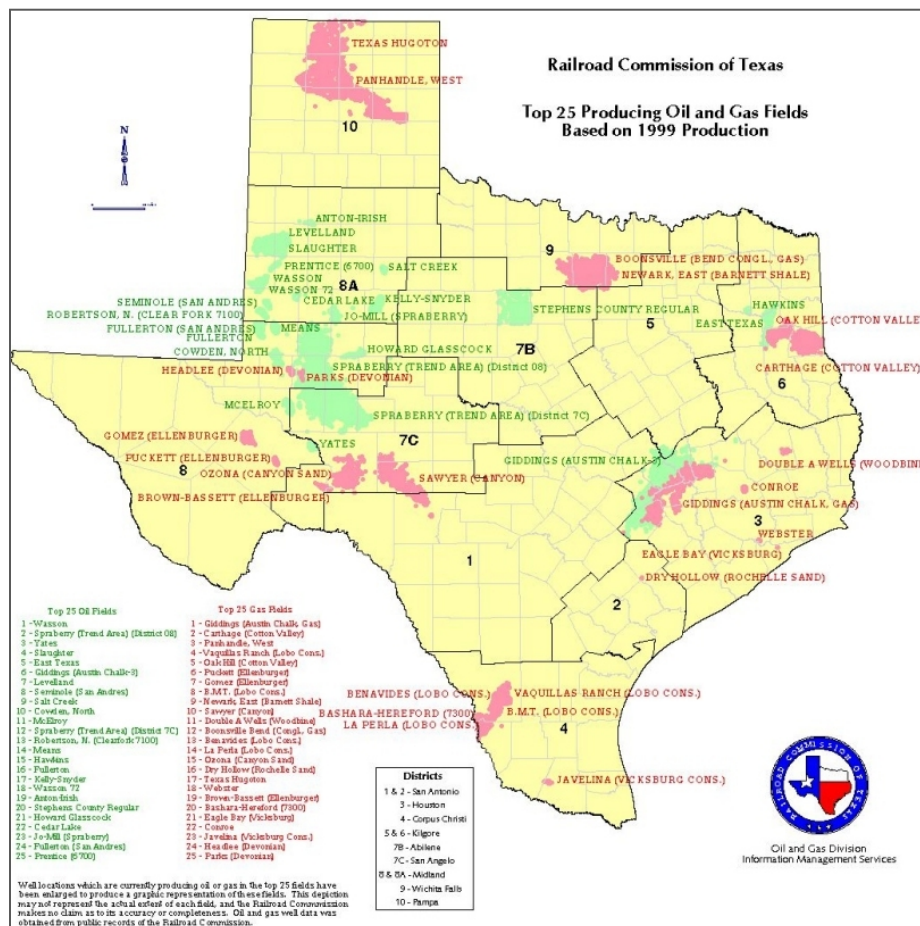 Railroad Commission of Texas
Top 25 Producing Oil and Gas Fields
Based on 1999 Production
N
TEXAS HUGOTON
PANHANDLE, WEST
10
ANTON-IRISH
LEVELLAND
SLAUGHTER
PRENTICE (6700)
SALT CREEK
WASSON
WASSON 72
8A
SEMINOLE (SAN ANDRES)
CEDAR LAKE
KELLY-SNYDER
ROBERTSON, N. (CLEAR FORK 7100)
JO-MILL (SPRABERRY)
FULLERTON (SAN ANDRES)
MEANS
FULLERTON
COWDEN, NORTH
HOWARD GLASSCOCK
HEADLEE (DEVONIAN)
SPRABERRY (TREND AREA) (District 08)
PARKS (DEVONIAN)
MCELROY
SPRABERRY (TREND AREA) (District 7C)
GOMEZ (ELLENBURGER)
YATES
7C
PUCKETT (ELLENBURGER)
8
OZONA (CANYON SAND)
SAWYER (CANYON)
BROWN-BASSETT (ELLENBURGER)
9
BOONSVILLE (BEND CONGL., GAS)
NEWARK, EAST (BARNETT SHALE)
STEPHENS COUNTY REGULAR
7B
5
HAWKINS
EAST TEXAS
OAK HILL (COTTON VALLE
CARTHAGE (COTTON VALLEY)
6
GIDDINGS (AUSTIN CHALK-3)
DOUBLE A WELLS (WOODBINE
CONROE
GIDDINGS (AUSTIN CHALK, GAS)
3
WEBSTER
EAGLE BAY (VICKSBURG)
DRY HOLLOW (ROCHELLE SAND)
1
2
BENAVIDES (LOBO CONS.)
VAQUILLAS RANCH (LOBO CONS.)
BASHARA-HEREFORD (7300)
B.M.T. (LOBO CONS.)
LA PERLA (LOBO CONS.)
4
JAVELINA (VICKSBURG CONS.)
Top 25 Oil Fields
1 - Wasson
2 - Spraberry (Trend Area) (District 08)
3 - Yates
4 - Slaughter
5 - East Texas
6 - Giddings (Austin Chalk-3)
7 - Levelland
8 - Seminole (San Andres)
9 - Salt Creek
10 - Cowden, North
11 - McElroy
12 - Spraberry (Trend Area) (District 7C)
13 - Robertson, N. (Clearfork 7100)
14 - Means
15 - Hawkins
16 - Fullerton
17 - Kelly-Snyder
18 - Wasson 72
19 - Anton-Irish
20 - Stephens County Regular
21 - Howard Glasscock
22 - Cedar Lake
23 - Jo-Mill (Spraberry)
24 - Fullerton (San Andres)
25 - Prentice (6700)
Top 25 Gas Fields
1 - Giddings (Austin Chalk, Gas)
2 - Carthage (Cotton Valley)
3 - Panhandle, West
4 - Vaquillas Ranch (Lobo Cons.)
5 - Oak Hill (Cotton Valley)
6 - Puckett (Ellenburger)
7 - Gomez (Ellenburger)
8 - B.M.T. (Lobo Cons.)
9 - Newark, East (Barnett Shale)
10 - Sawyer (Canyon)
11 - Double A Wells (Woodbine)
12 - Boonsville Bend (Congl., Gas)
13 - Benavides (Lobo Cons.)
14 - La Perla (Lobo Cons.)
15 - Ozona (Canyon Sand)
16 - Dry Hollow (Rochelle Sand)
17 - Texas Hugoton
18 - Webster
19 - Brown-Bassett (Ellenburger)
20 - Bashara-Hereford (7300)
21 - Eagle Bay (Vicksburg)
22 - Conroe
23 - Javelina (Vicksburg Cons.)
24 - Headlee (Devonian)
25 - Parks (Devonian)
Districts
1 & 2 - San Antonio
3 - Houston
4 - Corpus Christi
5 & 6 - Kilgore
7B - Abilene
7C - San Angelo
8 & 8A - Midland
9 - Wichita Falls
10 - Pampa
RAILROAD COMMISSION OF TEXAS
Oil and Gas Division
Information Management Services
Well locations which are currently producing oil or gas in the top 25 fields have
been enlarged to produce a graphic representation of these fields. This depiction
may not represent the actual extent of each field, and the Railroad Commmission
makes no claim as to its accuracy or completeness. Oil and gas well data was
obtained from public records of the Railroad Commission.